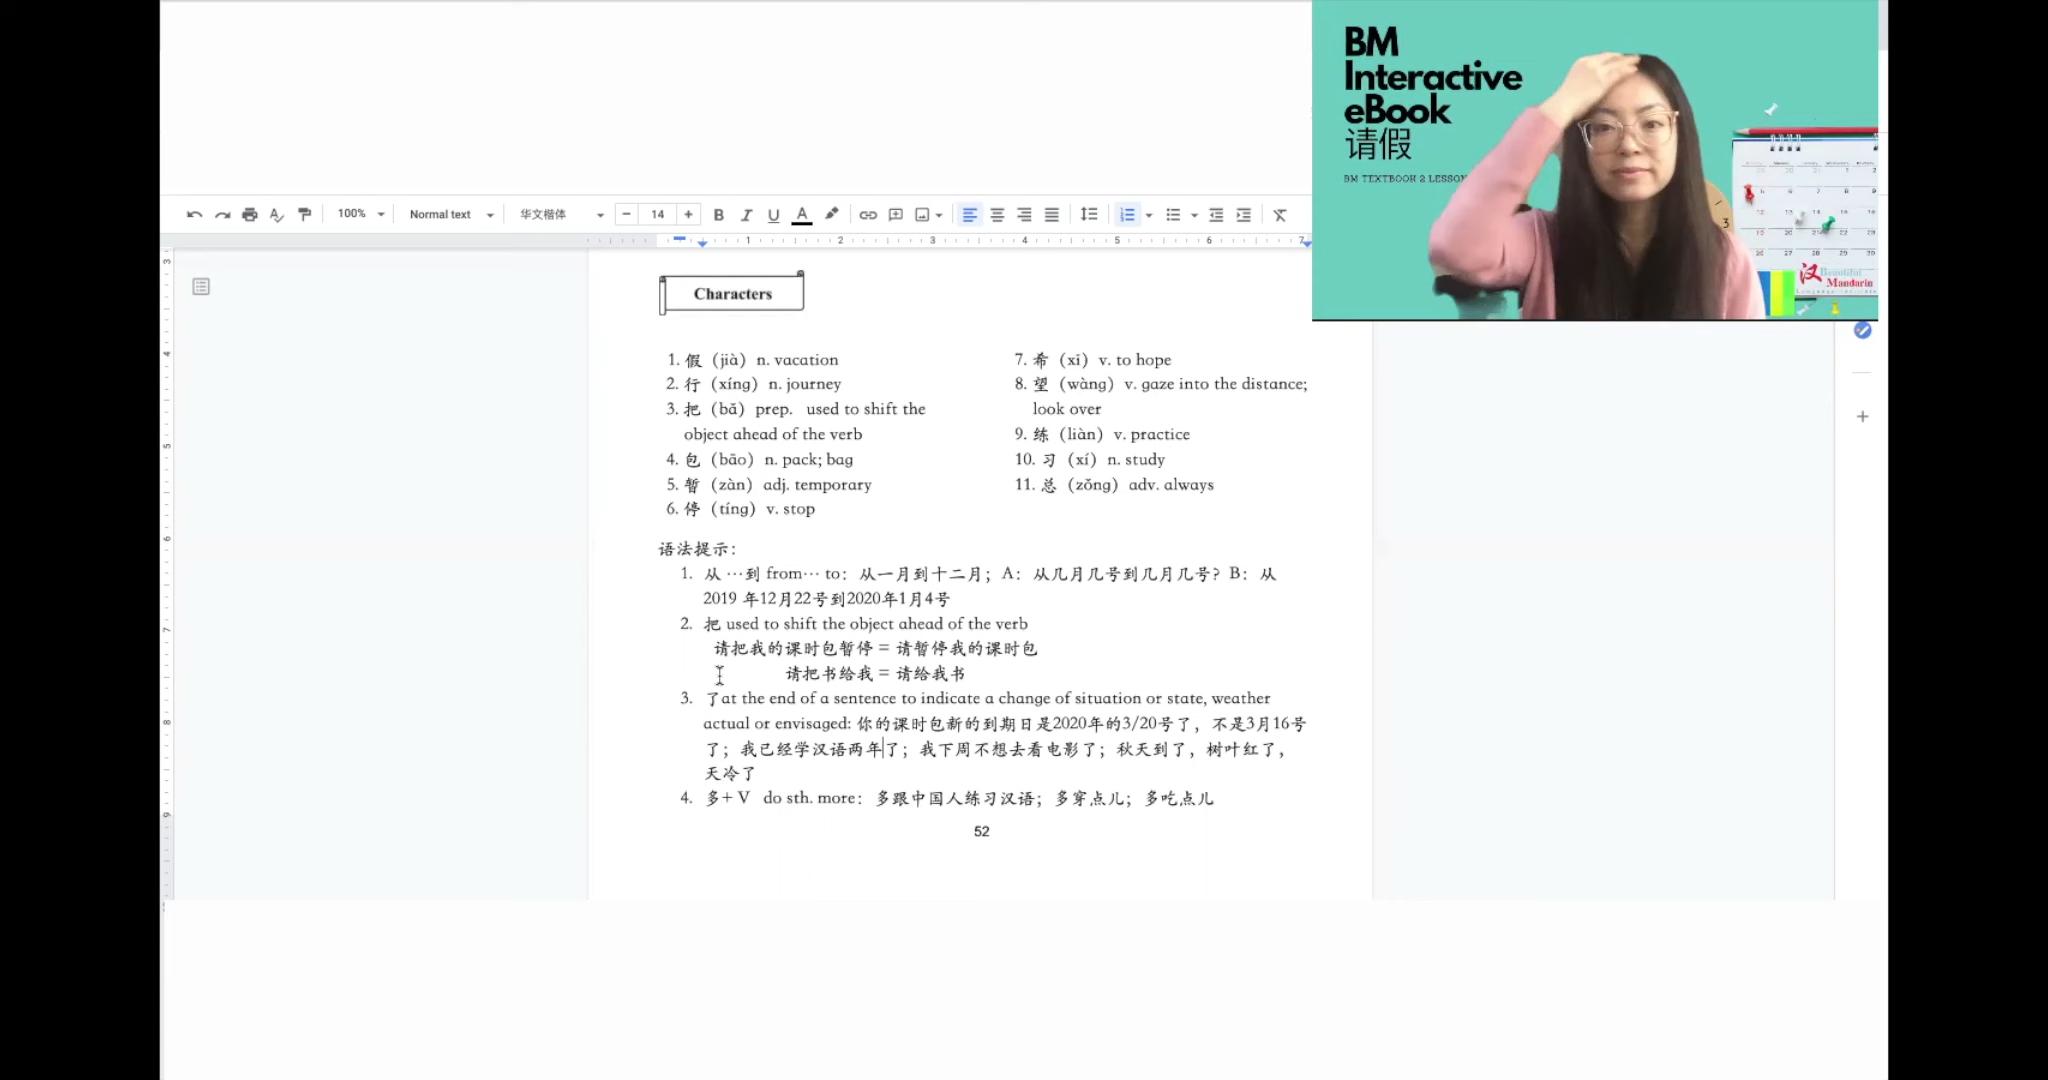 BM
Interactive
eBook
请假
BM TEXTBOOK 2 LESSON
3
汉 Beautiful
Mandarin
100%
Normal text
华文楷体
14
1 2 3 4 5 6 7
Characters
1. 假（jià）n. vacation
2. 行（xíng）n. journey
3. 把（bǎ）prep. used to shift the
object ahead of the verb
4. 包（bāo）n. pack; bag
5. 暂（zàn）adj. temporary
6. 停（tíng）v. stop
7. 希（xī）v. to hope
8. 望（wàng）v. gaze into the distance;
look over
9. 练（liàn）v. practice
10. 习（xí）n. study
11. 总（zǒng）adv. always
语法提示：
1. 从 ···到 from··· to：从一月到十二月；A：从几月几号到几月几号？B：从
2019 年12月22号到2020年1月4号
2. 把 used to shift the object ahead of the verb
请把我的课时包暂停 = 请暂停我的课时包
请把书给我 = 请给我书
3. 了at the end of a sentence to indicate a change of situation or state, weather
actual or envisaged: 你的课时包新的到期日是2020年的3/20号了，不是3月16号
了；我已经学汉语两年了；我下周不想去看电影了；秋天到了，树叶红了，
天冷了
4. 多+ V do sth. more：多跟中国人练习汉语；多穿点儿；多吃点儿
52